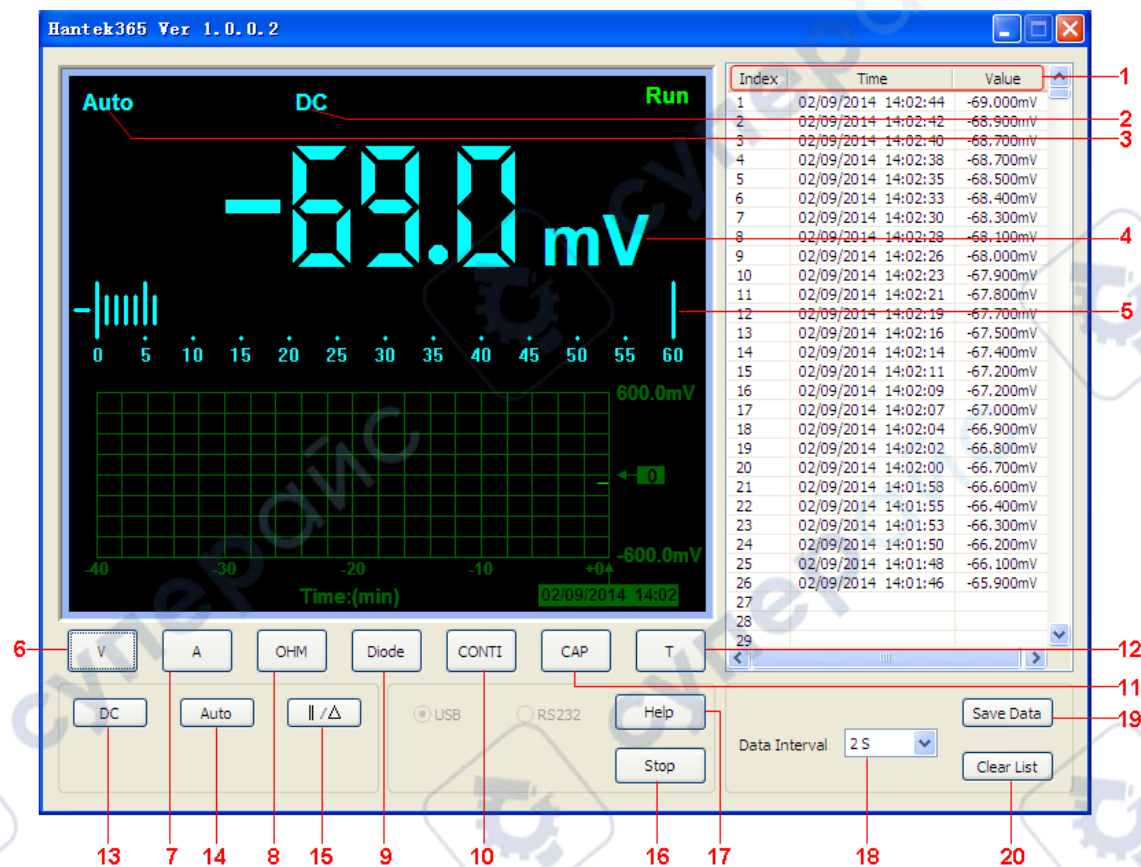 Hantek365 Ver 1.0.0.2
Auto DC Run
-69.0 mV
0 5 10 15 20 25 30 35 40 45 50 55 60
600.0mV
0
-600.0mV
-40 -30 -20 -10 +0
Time:(min) 02/09/2014 14:02
Index Time Value
1 02/09/2014 14:02:44 -69.000mV
2 02/09/2014 14:02:42 -68.900mV
3 02/09/2014 14:02:40 -68.700mV
4 02/09/2014 14:02:38 -68.700mV
5 02/09/2014 14:02:35 -68.500mV
6 02/09/2014 14:02:33 -68.400mV
7 02/09/2014 14:02:30 -68.300mV
8 02/09/2014 14:02:28 -68.100mV
9 02/09/2014 14:02:26 -68.000mV
10 02/09/2014 14:02:23 -67.900mV
11 02/09/2014 14:02:21 -67.800mV
12 02/09/2014 14:02:19 -67.700mV
13 02/09/2014 14:02:16 -67.500mV
14 02/09/2014 14:02:14 -67.400mV
15 02/09/2014 14:02:11 -67.200mV
16 02/09/2014 14:02:09 -67.200mV
17 02/09/2014 14:02:07 -67.000mV
18 02/09/2014 14:02:04 -66.900mV
19 02/09/2014 14:02:02 -66.800mV
20 02/09/2014 14:02:00 -66.700mV
21 02/09/2014 14:01:58 -66.600mV
22 02/09/2014 14:01:55 -66.400mV
23 02/09/2014 14:01:53 -66.300mV
24 02/09/2014 14:01:50 -66.200mV
25 02/09/2014 14:01:48 -66.100mV
26 02/09/2014 14:01:46 -65.900mV
27
28
29
1
2
3
4
5
6 V A OHM Diode CONTI CAP T 12
11
DC Auto ‖/Δ USB RS232 Help Save Data 19
Data Interval 2 S
Stop Clear List
13 7 14 8 15 9 10 16 17 18 20
суперайс
суперайс
суперайс
суперайс